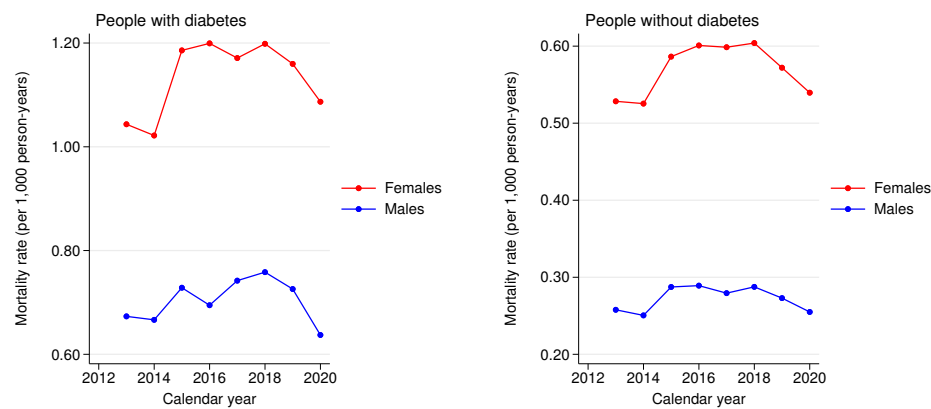 People with diabetes
Mortality rate (per 1,000 person-years)
1.20
1.00
0.80
0.60
2012 2014 2016 2018 2020
Calendar year
Females
Males
People without diabetes
Mortality rate (per 1,000 person-years)
0.60
0.50
0.40
0.30
0.20
2012 2014 2016 2018 2020
Calendar year
Females
Males